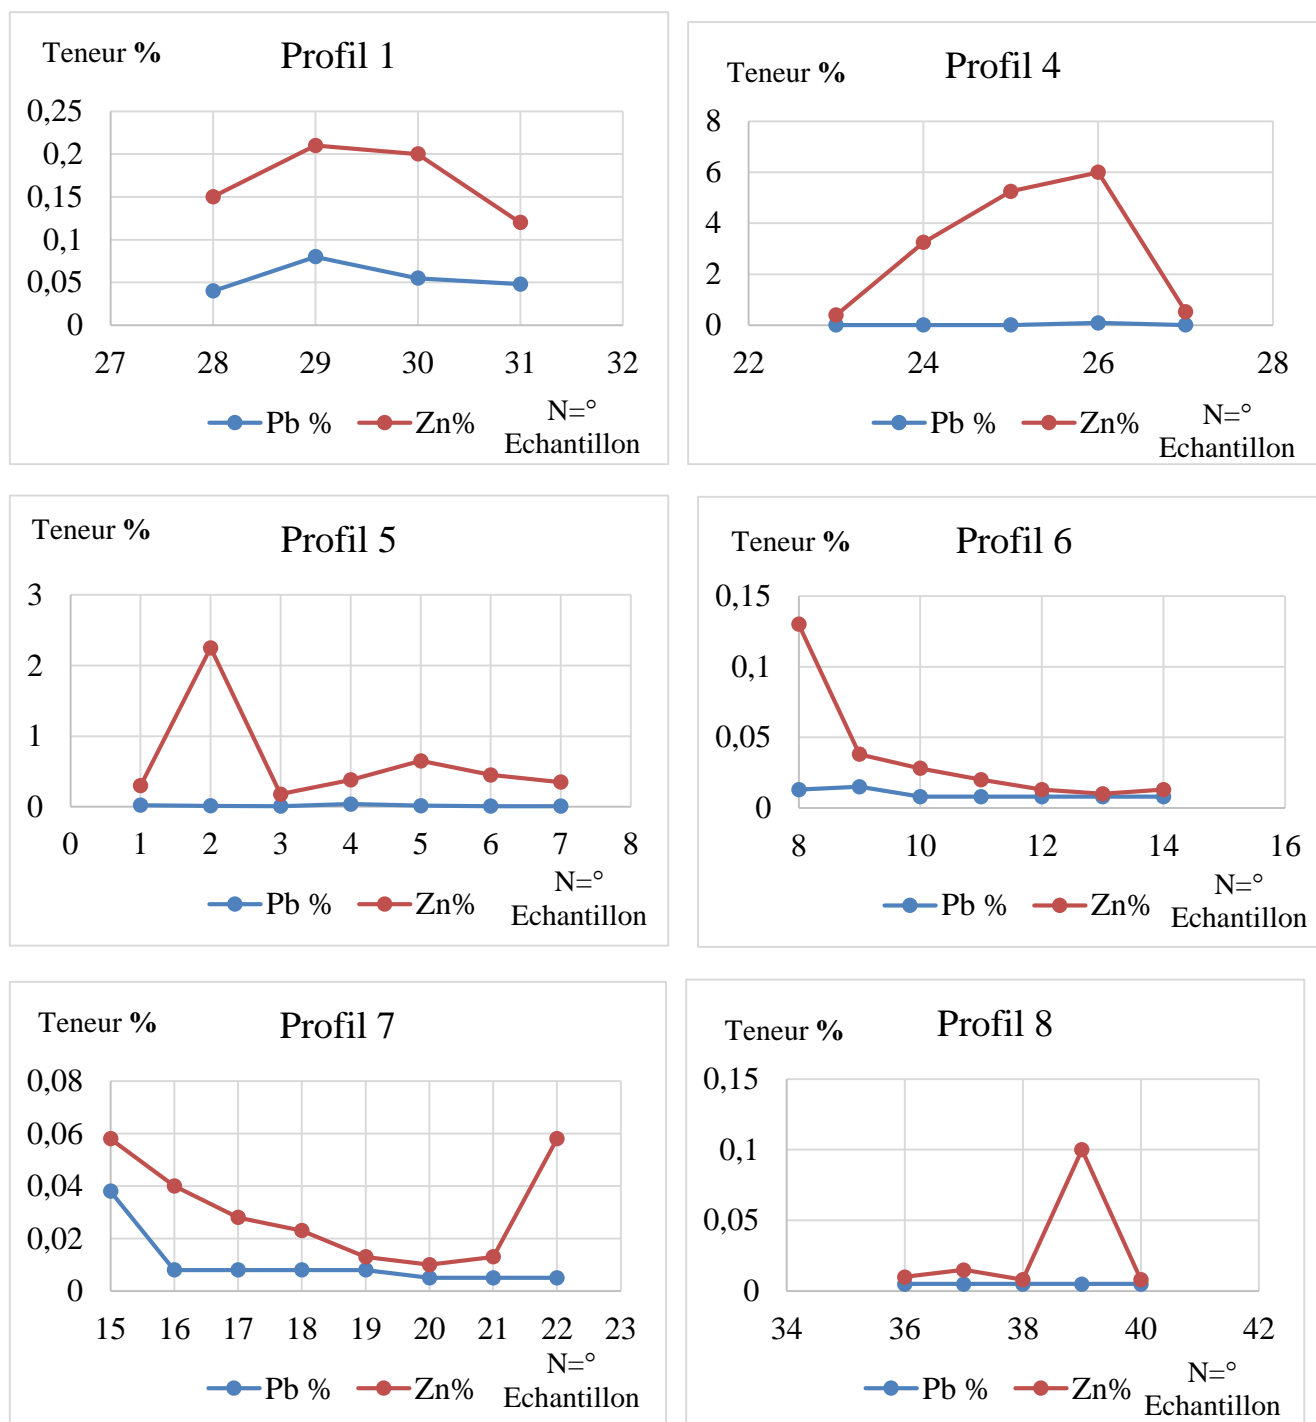 Teneur %
Profil 1
0,25
0,2
0,15
0,1
0,05
0
27 28 29 30 31 32
Pb % Zn%
N=°
Echantillon
Teneur %
Profil 4
8
6
4
2
0
22 24 26 28
Pb % Zn%
N=°
Echantillon
Teneur %
Profil 5
3
2
1
0
0 1 2 3 4 5 6 7 8
Pb % Zn%
N=°
Echantillon
Teneur %
Profil 6
0,15
0,1
0,05
0
8 10 12 14 16
Pb % Zn%
N=°
Echantillon
Teneur %
Profil 7
0,08
0,06
0,04
0,02
0
15 16 17 18 19 20 21 22 23
Pb % Zn%
N=°
Echantillon
Teneur %
Profil 8
0,15
0,1
0,05
0
34 36 38 40 42
Pb % Zn%
N=°
Echantillon